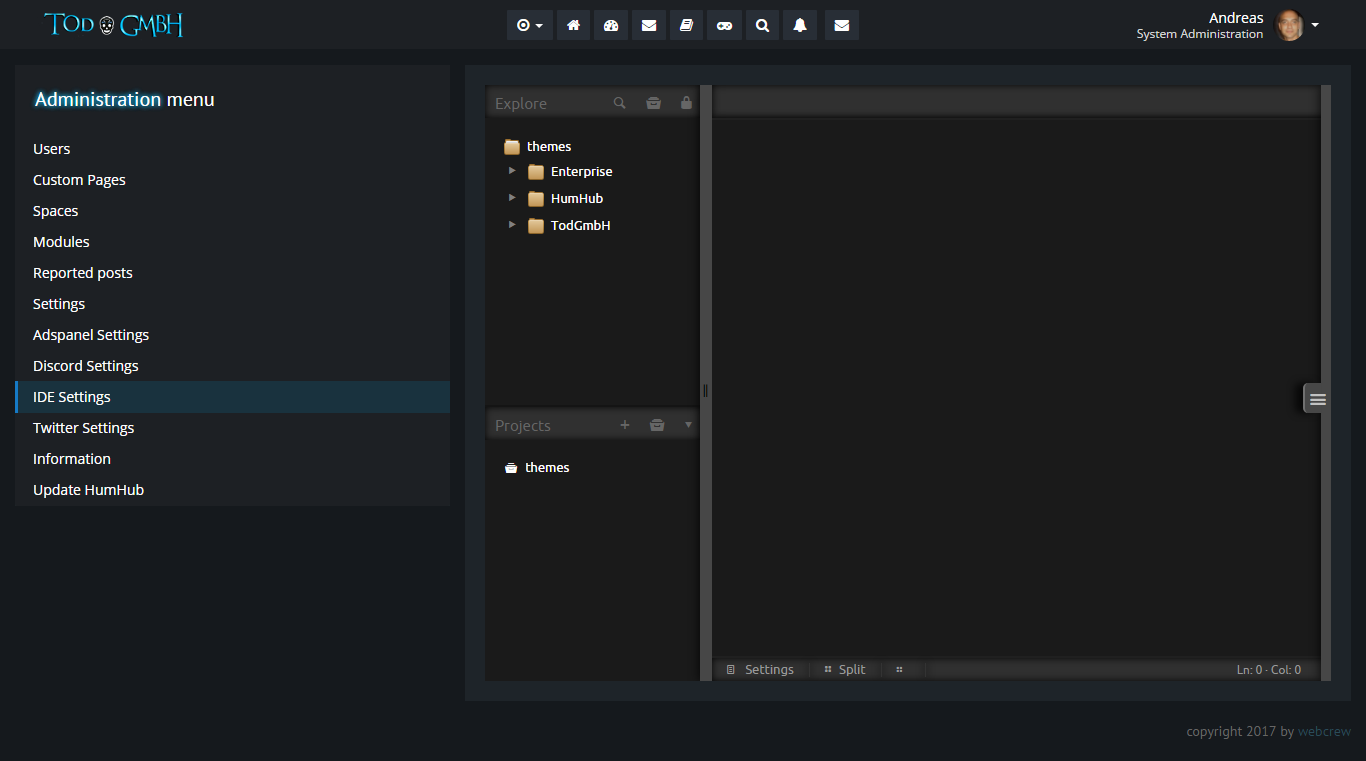 TOD GMBH
Andreas
System Administration
Administration menu
Users
Custom Pages
Spaces
Modules
Reported posts
Settings
Adspanel Settings
Discord Settings
IDE Settings
Twitter Settings
Information
Update HumHub
Explore
themes
Enterprise
HumHub
TodGmbH
Projects
themes
Settings
Split
Ln: 0 · Col: 0
copyright 2017 by webcrew